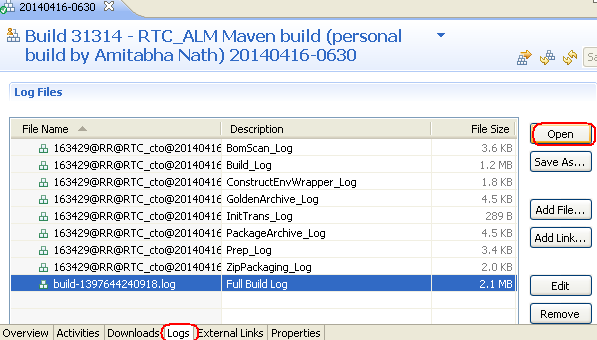 20140416-0630
Build 31314 - RTC_ALM Maven build (personal
build by Amitabha Nath) 20140416-0630
Log Files
File Name Description File Size
163429@RR@RTC_cto@20140416 BomScan_Log 3.6 KB
163429@RR@RTC_cto@20140416 Build_Log 1.2 MB
163429@RR@RTC_cto@20140416 ConstructEnvWrapper_Log 1.8 KB
163429@RR@RTC_cto@20140416 GoldenArchive_Log 4.5 KB
163429@RR@RTC_cto@20140416 InitTrans_Log 289 B
163429@RR@RTC_cto@20140416 PackageArchive_Log 4.5 KB
163429@RR@RTC_cto@20140416 Prep_Log 3.4 KB
163429@RR@RTC_cto@20140416 ZipPackaging_Log 2.0 KB
build-1397644240918.log Full Build Log 2.1 MB
Open
Save As...
Add File...
Add Link...
Edit
Remove
Overview Activities Downloads Logs External Links Properties